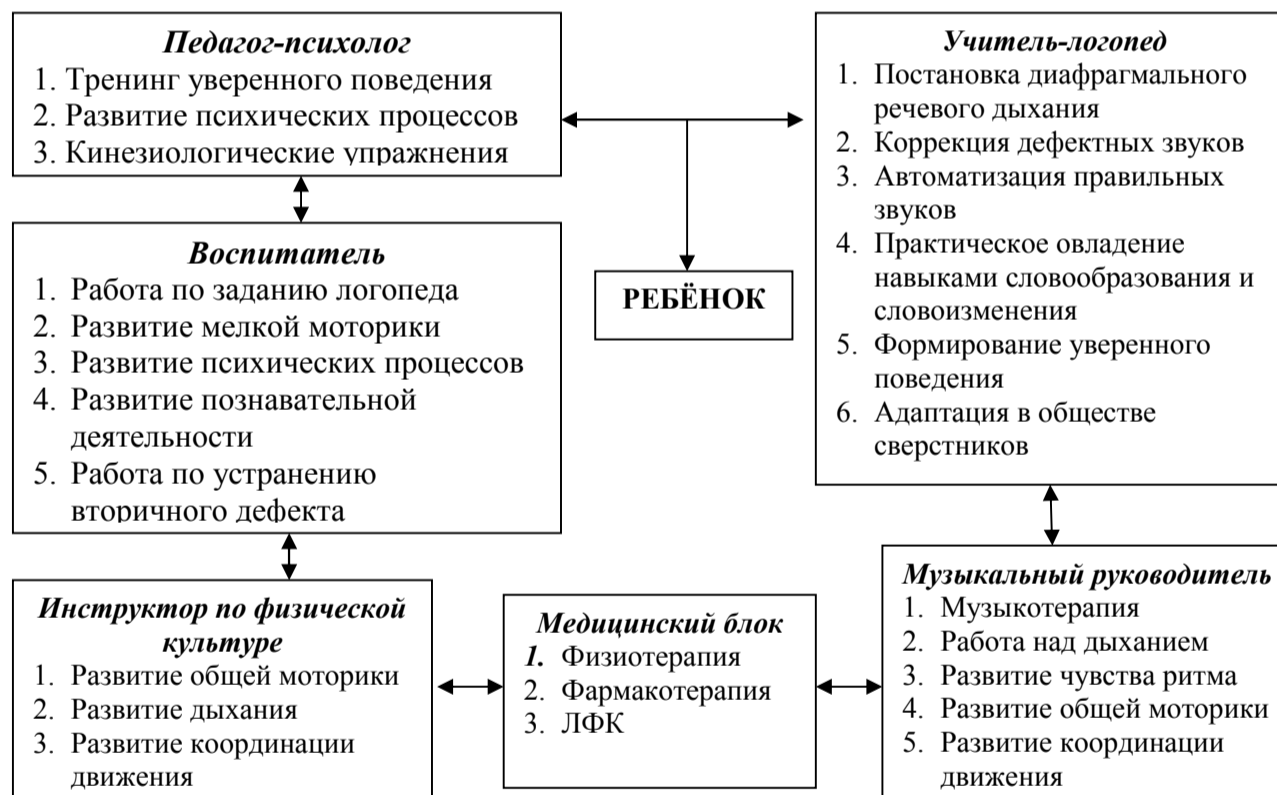 Педагог-психолог
1. Тренинг уверенного поведения
2. Развитие психических процессов
3. Кинезиологические упражнения
Учитель-логопед
1. Постановка диафрагмального
речевого дыхания
2. Коррекция дефектных звуков
3. Автоматизация правильных
звуков
4. Практическое овладение
навыками словообразования и
словоизменения
5. Формирование уверенного
поведения
6. Адаптация в обществе
сверстников
Воспитатель
1. Работа по заданию логопеда
2. Развитие мелкой моторики
3. Развитие психических процессов
4. Развитие познавательной
деятельности
5. Работа по устранению
вторичного дефекта
РЕБЁНОК
Инструктор по физической
культуре
1. Развитие общей моторики
2. Развитие дыхания
3. Развитие координации
движения
Медицинский блок
1. Физиотерапия
2. Фармакотерапия
3. ЛФК
Музыкальный руководитель
1. Музыкотерапия
2. Работа над дыханием
3. Развитие чувства ритма
4. Развитие общей моторики
5. Развитие координации
движения